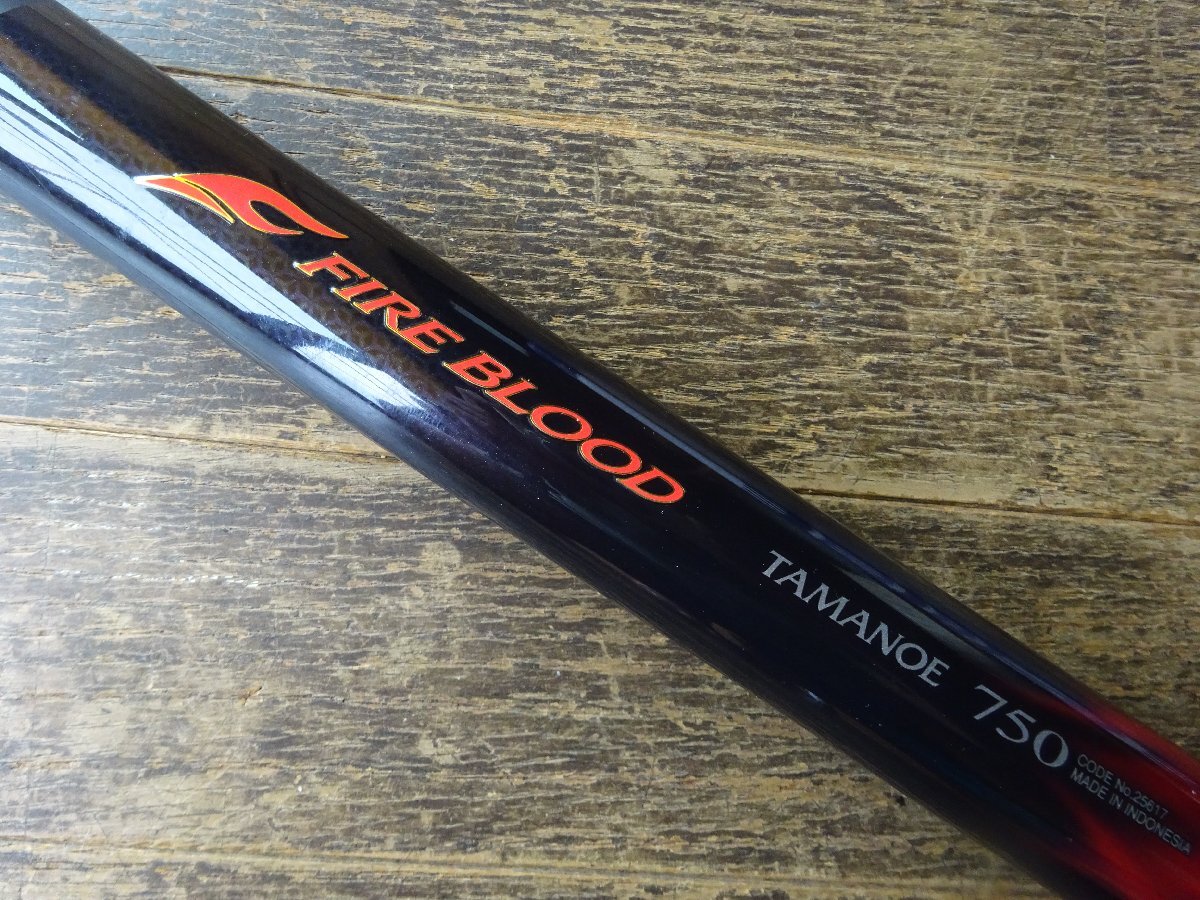 FIRE BLOOD
TAMANOE 750
CODE No.25617
MADE IN INDONESIA